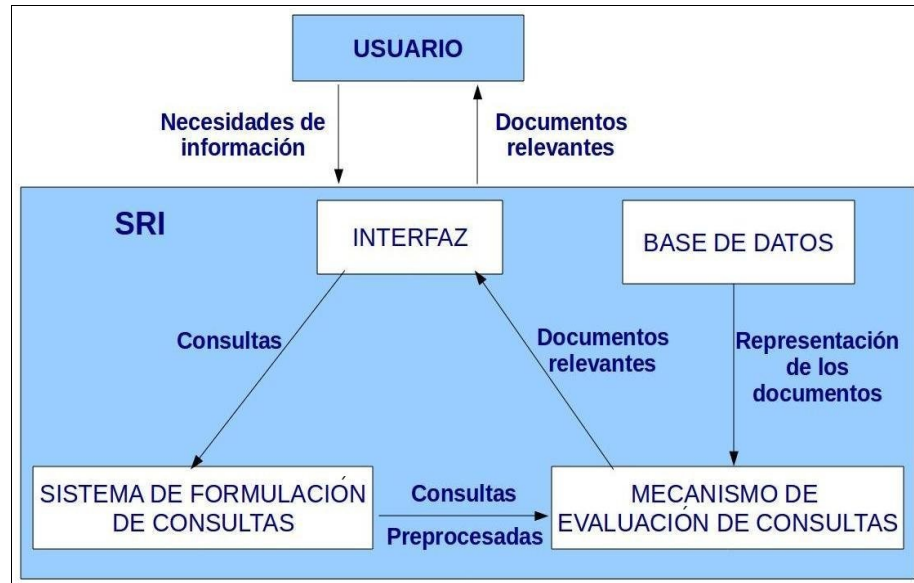 USUARIO
Necesidades de
información
Documentos
relevantes
SRI
INTERFAZ
BASE DE DATOS
Consultas
Documentos
relevantes
Representación
de los
documentos
SISTEMA DE FORMULACIÓN
DE CONSULTAS
Consultas
Preprocesadas
MECANISMO DE
EVALUACIÓN DE CONSULTAS